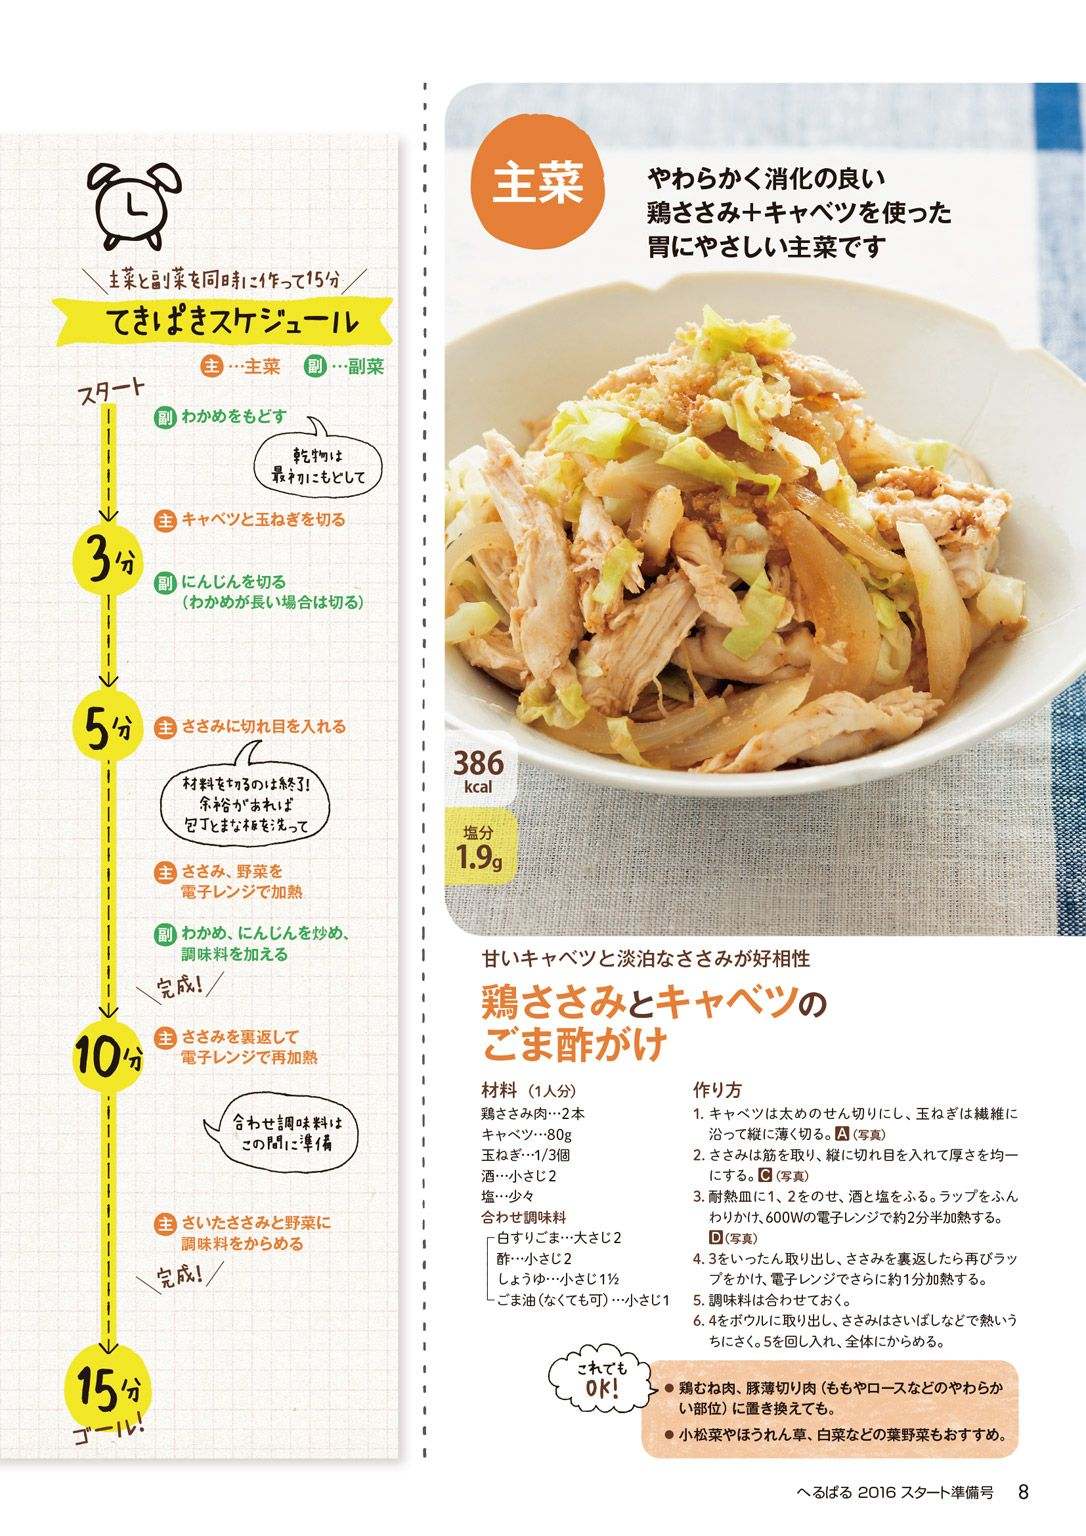 主菜と副菜を同時に作って15分
てきぱきスケジュール
主…主菜 副…副菜
スタート
副 わかめをもどす
乾物は
最初にもどして
主 キャベツと玉ねぎを切る
3分
副 にんじんを切る
(わかめが長い場合は切る)
5分
主 ささみに切れ目を入れる
材料を切るのは終了!
余裕があれば
包丁とまな板を洗って
主 ささみ、野菜を
電子レンジで加熱
副 わかめ、にんじんを炒め、
調味料を加える
完成!
10分
主 ささみを裏返して
電子レンジで再加熱
合わせ調味料は
この間に準備
主 さいたささみと野菜に
調味料をからめる
完成!
15分
ゴール!
主菜
やわらかく消化の良い
鶏ささみ+キャベツを使った
胃にやさしい主菜です
386
kcal
塩分
1.9g
甘いキャベツと淡泊なささみが好相性
鶏ささみとキャベツの
ごま酢がけ
材料(1人分)
鶏ささみ肉…2本
キャベツ…80g
玉ねぎ…1/3個
酒…小さじ2
塩…少々
合わせ調味料
白すりごま…大さじ2
酢…小さじ2
しょうゆ…小さじ1½
ごま油(なくても可)…小さじ1
作り方
1. キャベツは太めのせん切りにし、玉ねぎは繊維に
沿って縦に薄く切る。A(写真)
2. ささみは筋を取り、縦に切れ目を入れて厚さを均一
にする。C(写真)
3. 耐熱皿に1、2をのせ、酒と塩をふる。ラップをふん
わりかけ、600Wの電子レンジで約2分半加熱する。
D(写真)
4. 3をいったん取り出し、ささみを裏返したら再びラッ
プをかけ、電子レンジでさらに約1分加熱する。
5. 調味料は合わせておく。
6. 4をボウルに取り出し、ささみはさいばしなどで熱いう
ちにさく。5を回し入れ、全体にからめる。
これでも
OK!
● 鶏むね肉、豚薄切り肉(ももやロースなどのやわらか
い部位)に置き換えても。
● 小松菜やほうれん草、白菜などの葉野菜もおすすめ。
へるぱる 2016 スタート準備号 8